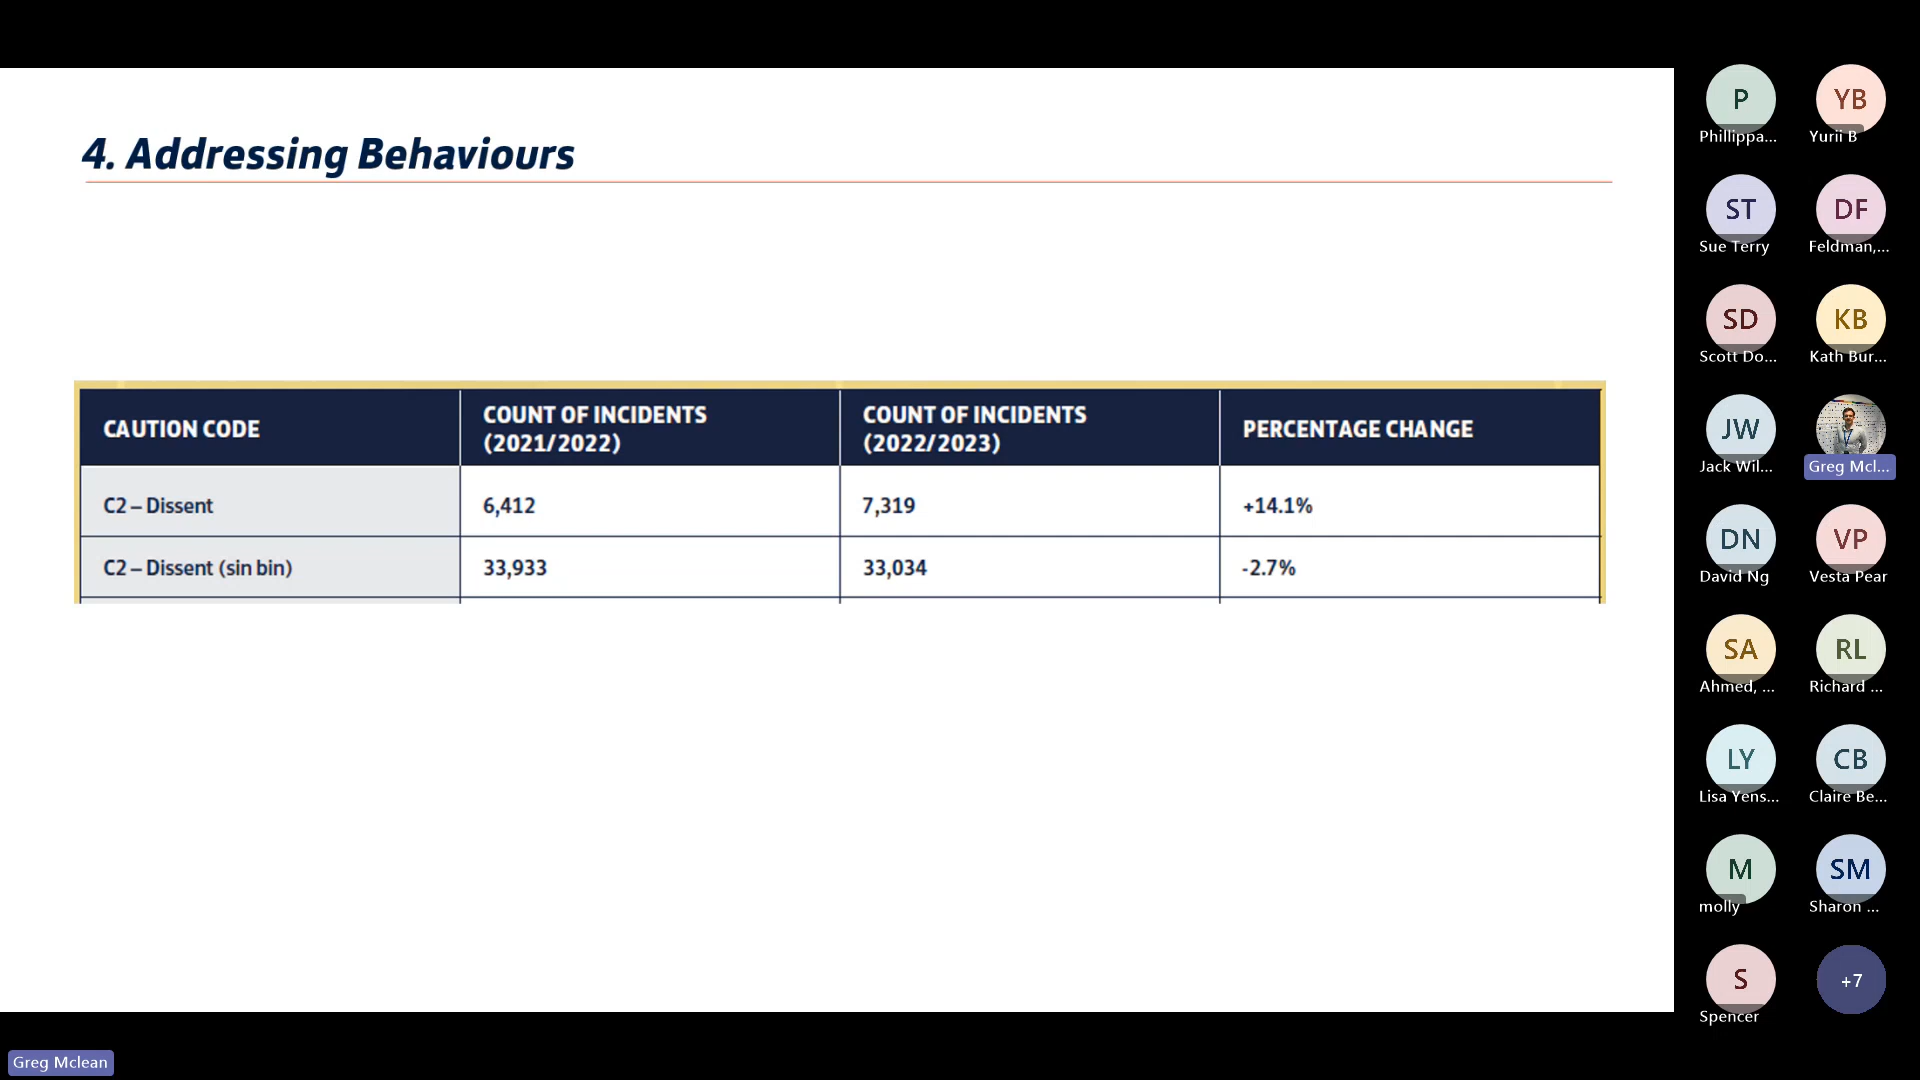 4. Addressing Behaviours
CAUTION CODE
COUNT OF INCIDENTS
(2021/2022)
COUNT OF INCIDENTS
(2022/2023)
PERCENTAGE CHANGE
C2 – Dissent
6,412
7,319
+14.1%
C2 – Dissent (sin bin)
33,933
33,034
-2.7%
P
Phillippa...
YB
Yurii B
ST
Sue Terry
DF
Feldman,...
SD
Scott Do...
KB
Kath Bur...
JW
Jack Wil...
Greg Mcl...
DN
David Ng
VP
Vesta Pear
SA
Ahmed, ...
RL
Richard ...
LY
Lisa Yens...
CB
Claire Be...
M
molly
SM
Sharon ...
S
Spencer
+7
Greg Mclean